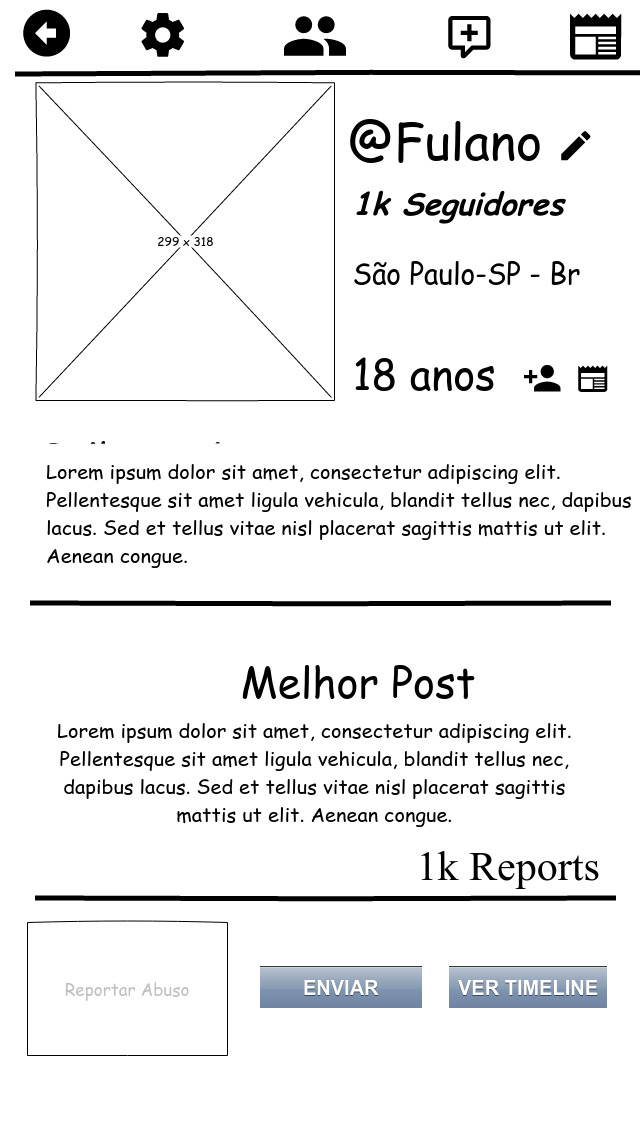 @Fulano
1k Seguidores
299 x 318
São Paulo-SP - Br
18 anos
Lorem ipsum dolor sit amet, consectetur adipiscing elit.
Pellentesque sit amet ligula vehicula, blandit tellus nec, dapibus
lacus. Sed et tellus vitae nisl placerat sagittis mattis ut elit.
Aenean congue.
Melhor Post
Lorem ipsum dolor sit amet, consectetur adipiscing elit.
Pellentesque sit amet ligula vehicula, blandit tellus nec,
dapibus lacus. Sed et tellus vitae nisl placerat sagittis
mattis ut elit. Aenean congue.
1k Reports
Reportar Abuso
ENVIAR
VER TIMELINE